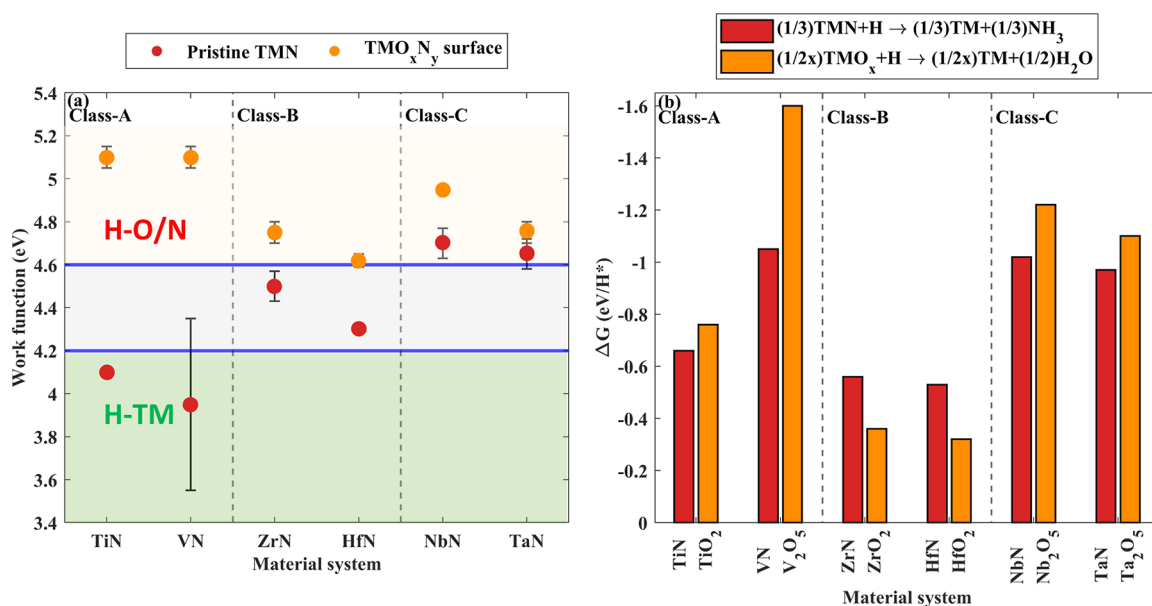 Pristine TMN
TMOₓNᵧ surface
(a)
Class-A
Class-B
Class-C
5.4
5.2
5
4.8
4.6
4.4
4.2
4
3.8
3.6
3.4
Work function (eV)
H-O/N
H-TM
TiN
VN
ZrN
HfN
NbN
TaN
Material system
(1/3)TMN+H → (1/3)TM+(1/3)NH₃
(1/2x)TMOₓ+H → (1/2x)TM+(1/2)H₂O
(b)
Class-A
Class-B
Class-C
-1.6
-1.4
-1.2
-1
-0.8
-0.6
-0.4
-0.2
0
ΔG (eV/H*)
TiN
TiO₂
VN
V₂O₅
ZrN
ZrO₂
HfN
HfO₂
NbN
Nb₂O₅
TaN
Ta₂O₅
Material system